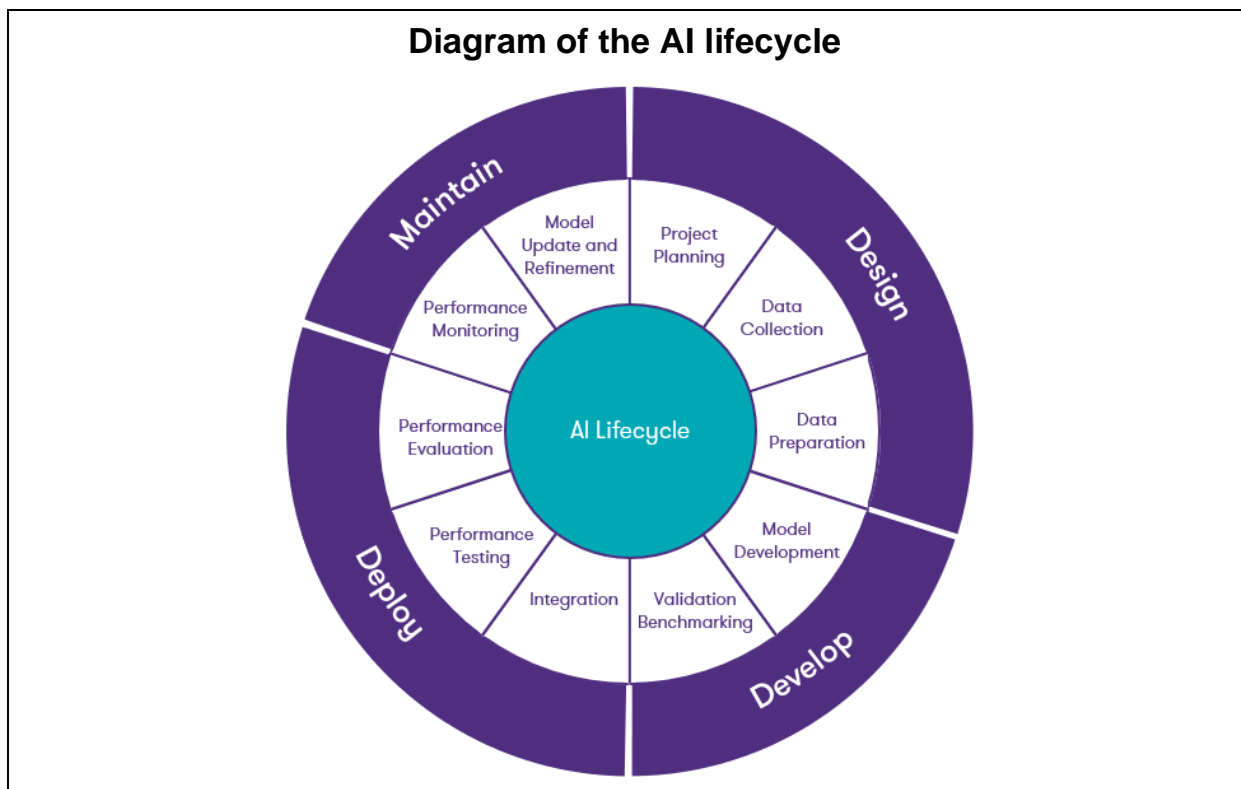 Diagram of the AI lifecycle
Maintain
Design
Develop
Deploy
Model
Update and
Refinement
Project
Planning
Data
Collection
Data
Preparation
Model
Development
Validation
Benchmarking
Integration
Performance
Testing
Performance
Evaluation
Performance
Monitoring
AI Lifecycle